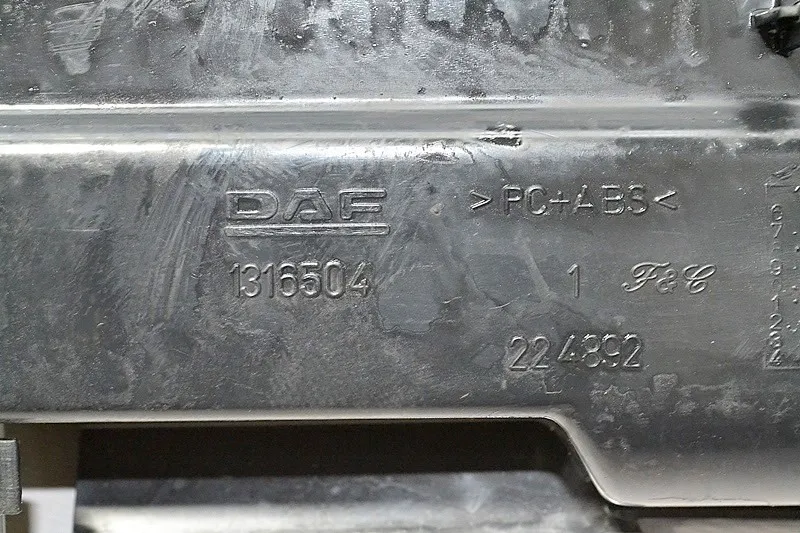 DAF
>PC+ABS<
1316504
1
F&C
224892